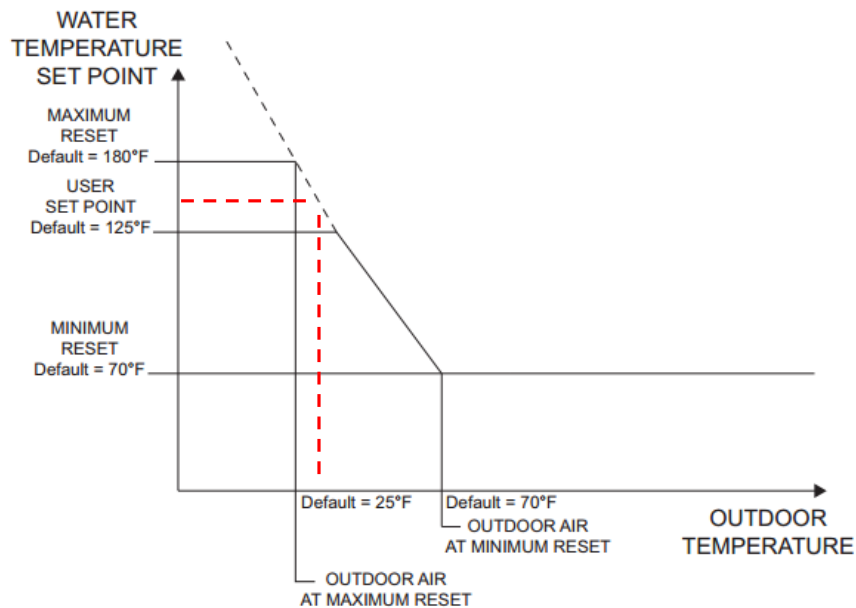 WATER
TEMPERATURE
SET POINT
MAXIMUM
RESET
Default = 180°F
USER
SET POINT
Default = 125°F
MINIMUM
RESET
Default = 70°F
Default = 25°F
Default = 70°F
OUTDOOR AIR
AT MINIMUM RESET
OUTDOOR
TEMPERATURE
OUTDOOR AIR
AT MAXIMUM RESET